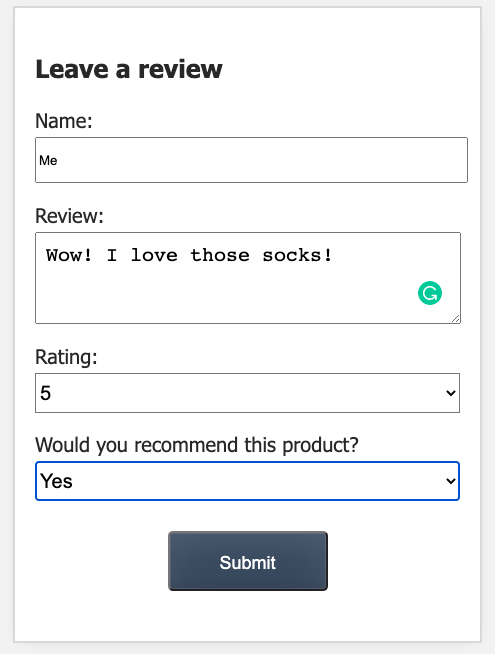 Leave a review
Name:
Me
Review:
Wow! I love those socks!
Rating:
5
Would you recommend this product?
Yes
Submit